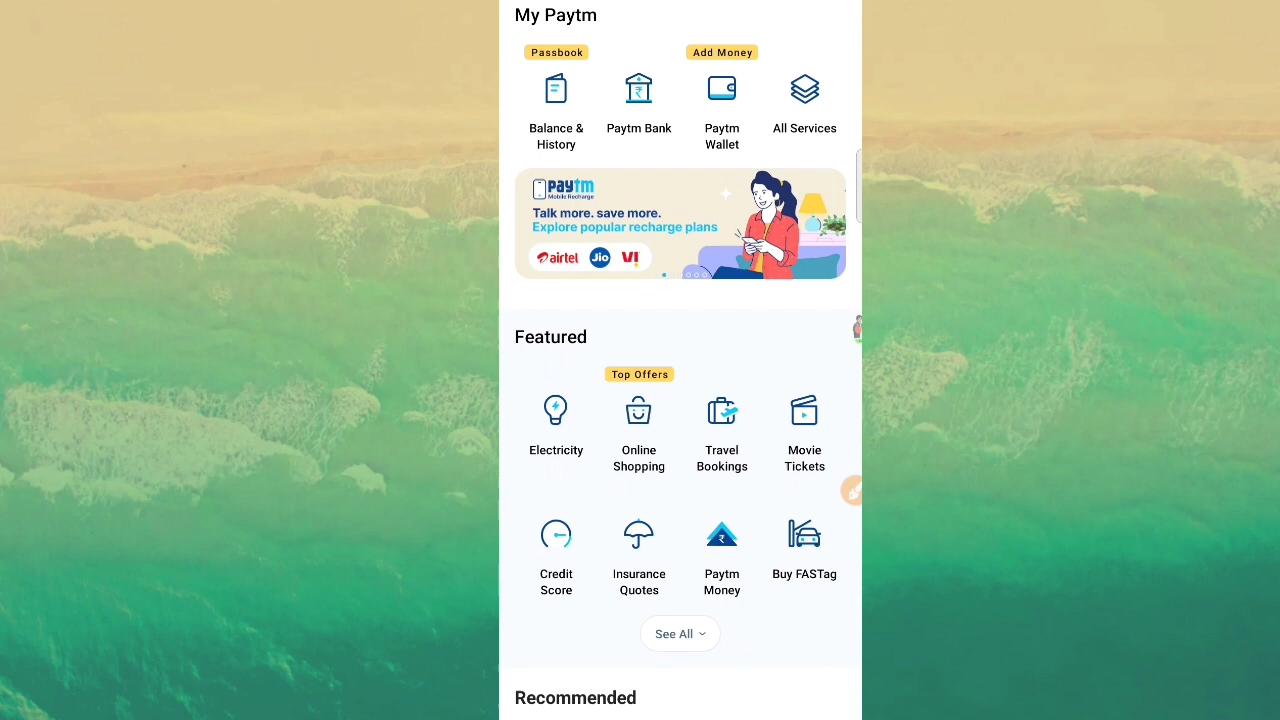 My Paytm
Passbook
Add Money
Balance & History
Paytm Bank
Paytm Wallet
All Services
paytm
Mobile Recharge
Talk more. save more.
Explore popular recharge plans
airtel
Jio
VI
Featured
Top Offers
Electricity
Online Shopping
Travel Bookings
Movie Tickets
Credit Score
Insurance Quotes
Paytm Money
Buy FASTag
See All
Recommended